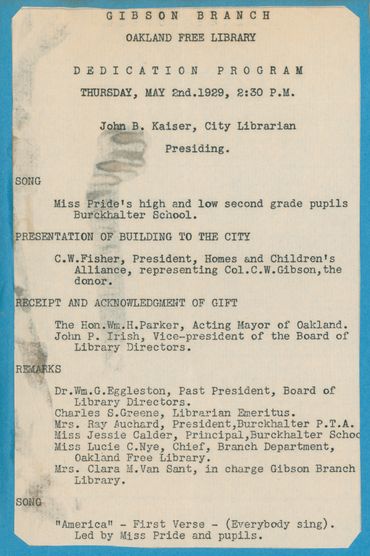 GIBSON BRANCH
OAKLAND FREE LIBRARY
DEDICATION PROGRAM
THURSDAY, MAY 2nd.1929, 2:30 P.M.
John B. Kaiser, City Librarian
Presiding.
SONG
Miss Pride's high and low second grade pupils
Burckhalter School.
PRESENTATION OF BUILDING TO THE CITY
C.W.Fisher, President, Homes and Children's
Alliance, representing Col.C.W.Gibson,the
donor.
RECEIPT AND ACKNOWLEDGMENT OF GIFT
The Hon.Wm.H.Parker, Acting Mayor of Oakland.
John P. Irish, Vice-president of the Board of
Library Directors.
REMARKS
Dr.Wm.G.Eggleston, Past President, Board of
Library Directors.
Charles S.Greene, Librarian Emeritus.
Mrs. Ray Auchard, President,Burckhalter P.T.A.
Miss Jessie Calder, Principal,Burckhalter Schoo
Miss Lucie C.Nye, Chief, Branch Department,
Oakland Free Library.
Mrs. Clara M.Van Sant, in charge Gibson Branch
Library.
SONG
"America" - First Verse - (Everybody sing).
Led by Miss Pride and pupils.